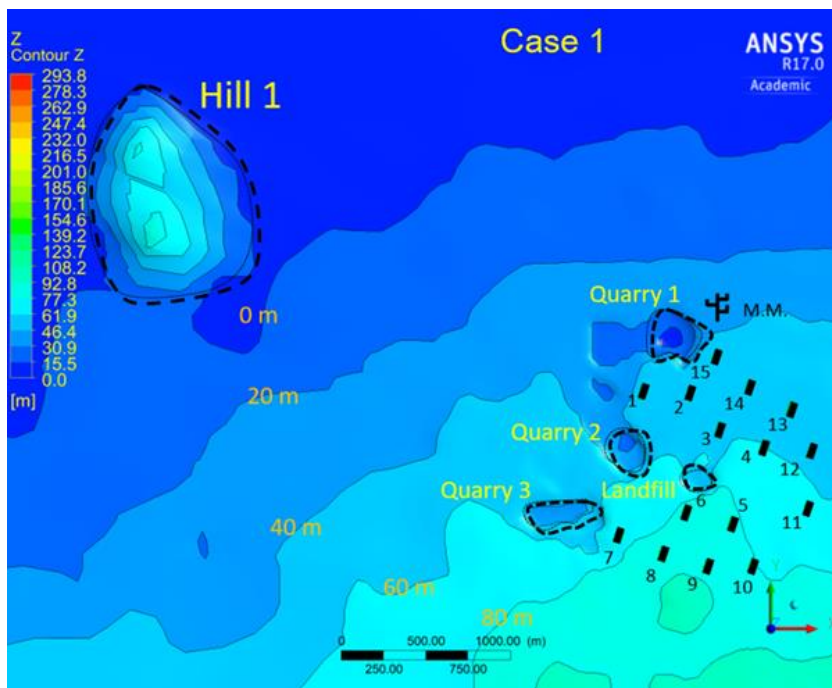 Z
Contour Z
293.8
278.3
262.9
247.4
232.0
216.5
201.0
185.6
170.1
154.6
139.2
123.7
108.2
92.8
77.3
61.9
46.4
30.9
15.5
0.0
[m]
Case 1
ANSYS
R17.0
Academic
Hill 1
0 m
20 m
40 m
60 m
80 m
Quarry 1
M.M.
15
1
2
14
13
3
4
12
Quarry 2
Quarry 3
Landfill
6
5
11
7
8
9
10
Y
X
Z
0 500.00 1000.00 (m)
250.00 750.00